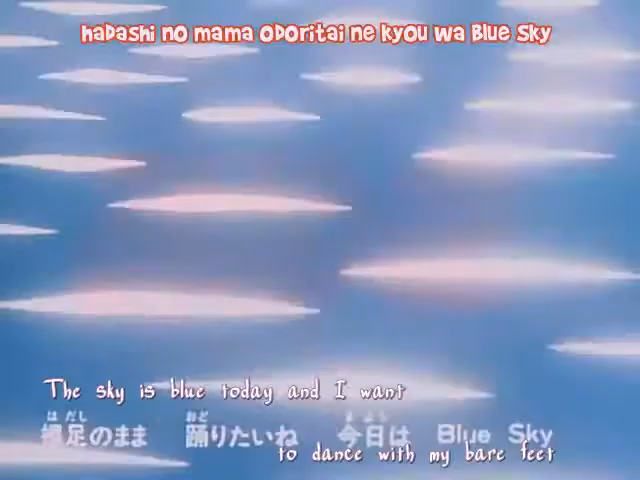 hadashi no mama odoritai ne kyou wa Blue Sky
The sky is blue today and I want
はだし おど きょう
裸足のまま 踊りたいね 今日は Blue Sky
to dance with my bare feet